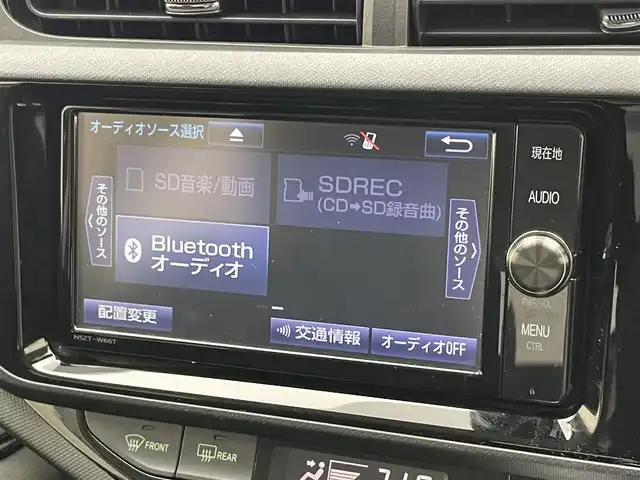 オーディオソース選択
現在地
SD音楽/動画
SDREC
(CD➡SD録音曲)
AUDIO
その他のソース
その他のソース
Bluetooth
オーディオ
PWR/VOL
配置変更
交通情報
オーディオOFF
MENU
CTRL
NSZT-W66T
FRONT
REAR